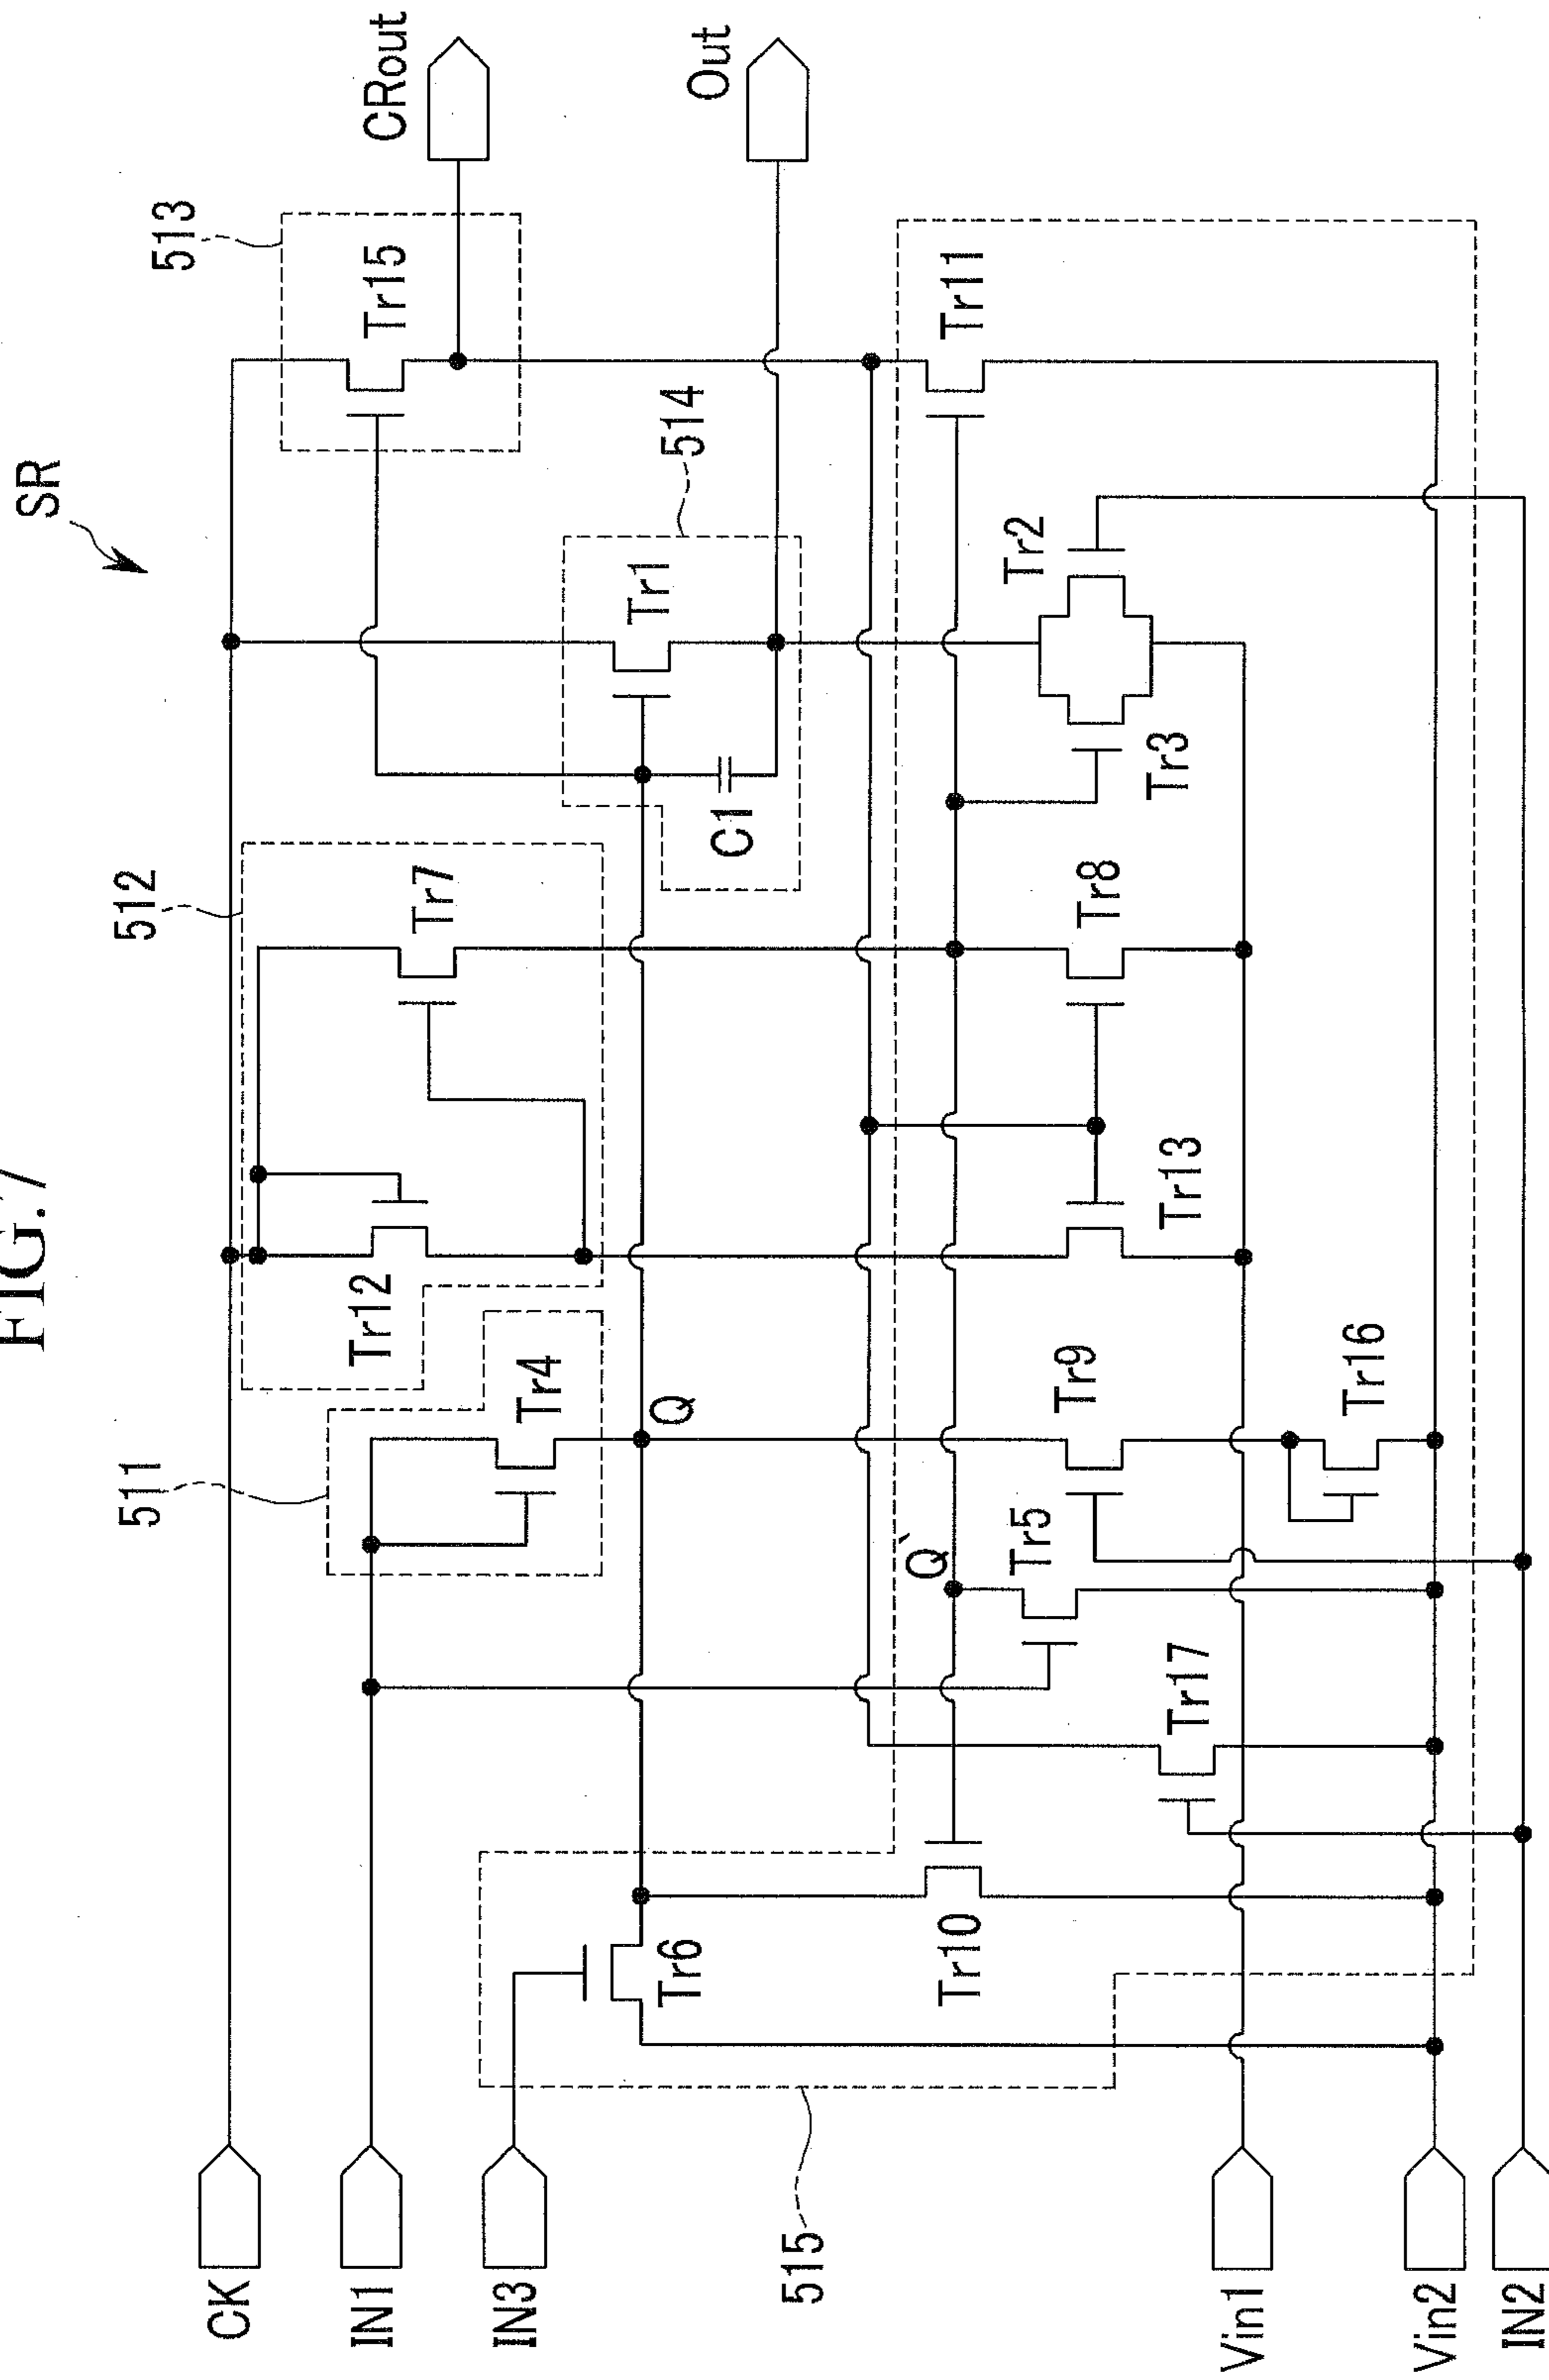 FIG.7
SR
CK
IN1
IN3
Vin1
Vin2
IN2
CRout
Out
511
512
513
514
515
Tr12
Tr7
Tr15
Tr4
Tr1
C1
Q
Q`
Tr6
Tr10
Tr17
Tr5
Tr9
Tr16
Tr13
Tr8
Tr3
Tr2
Tr11